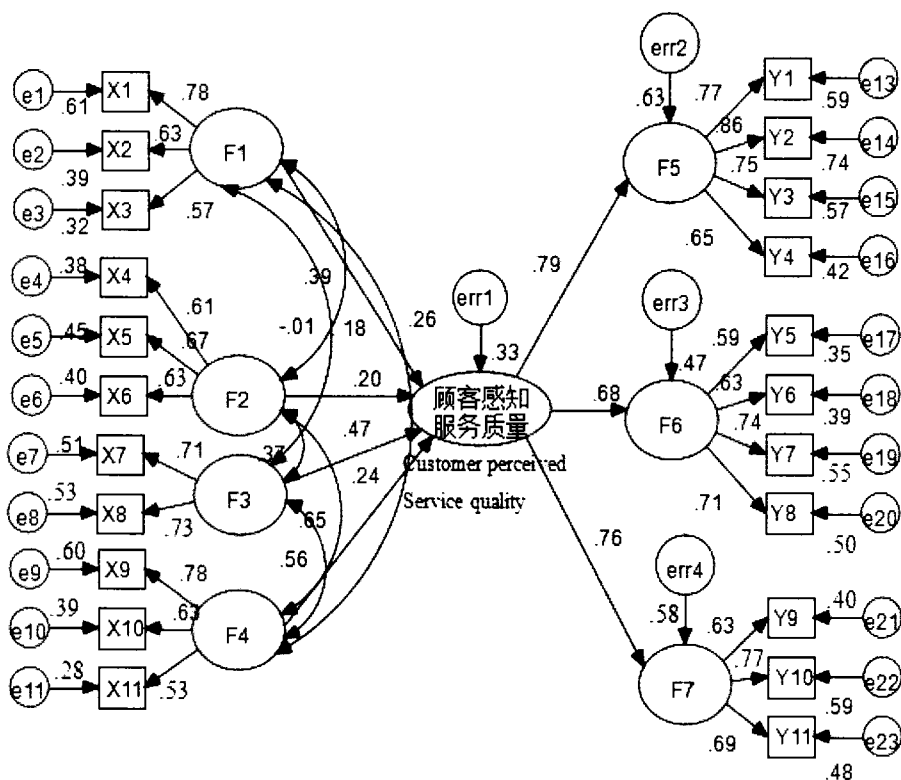 err2
e1
.61
X1
.78
.63
.77
Y1
.59
e13
e2
X2
.63
F1
.86
Y2
e14
.39
.74
e3
X3
.57
F5
.75
Y3
.57
e15
.32
.65
Y4
.42
e16
e4
.38
X4
.39
.79
.61
err1
err3
e5
.45
X5
.67
-.01
.18
.26
.33
.59
Y5
.35
e17
e6
.40
X6
.63
F2
.20
顾客感知
服务质量
.68
.47
.63
Y6
.39
e18
F6
.74
e7
.51
X7
.71
.37
.47
Customer perceived
Service quality
Y7
.55
e19
F3
.24
e8
.53
X8
.73
.65
.71
Y8
.50
e20
.56
.76
e9
.60
X9
.78
err4
e10
.39
X10
.63
F4
.58
.63
Y9
.40
e21
e11
.28
X11
.53
F7
.77
Y10
.59
e22
.69
Y11
.48
e23